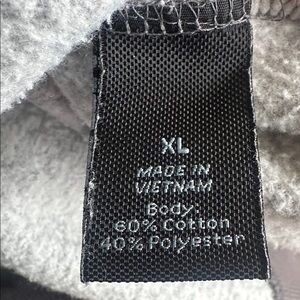 XL
MADE IN
VIETNAM
Body:
60% Cotton
40% Polyester